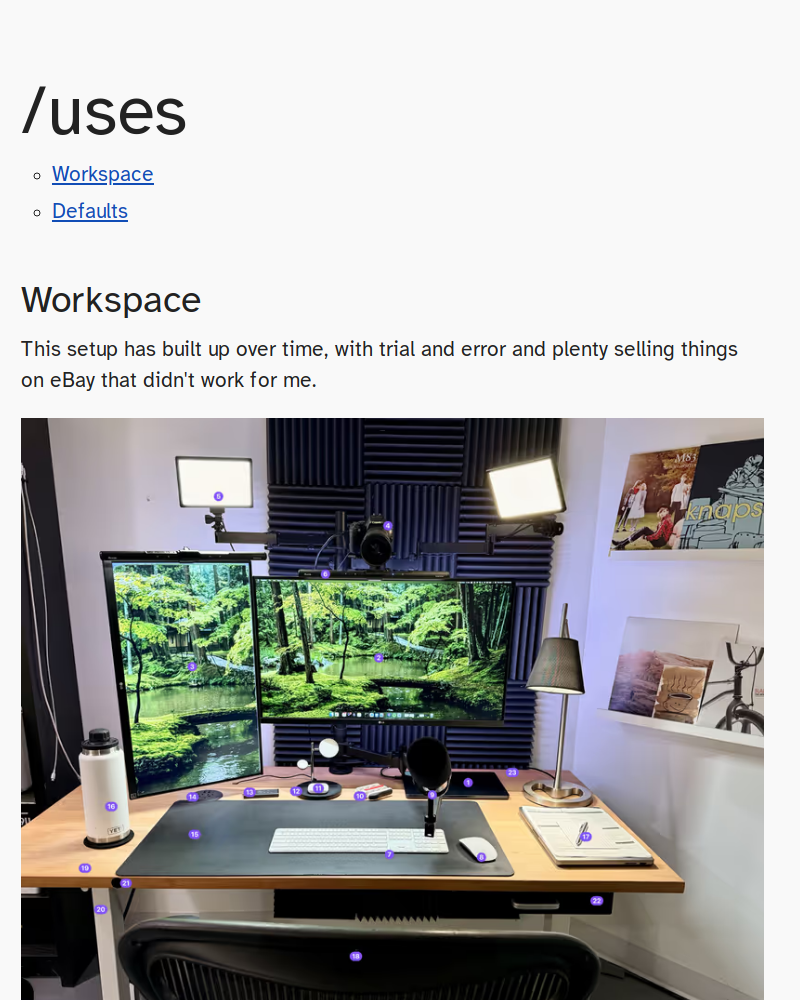 /uses
Workspace
Defaults
Workspace
This setup has built up over time, with trial and error and plenty selling things
on eBay that didn't work for me.
M83
knaps
5
4
6
3
2
1
23
14
13
12
11
10
9
16
15
7
8
17
YETI
19
21
20
22
18